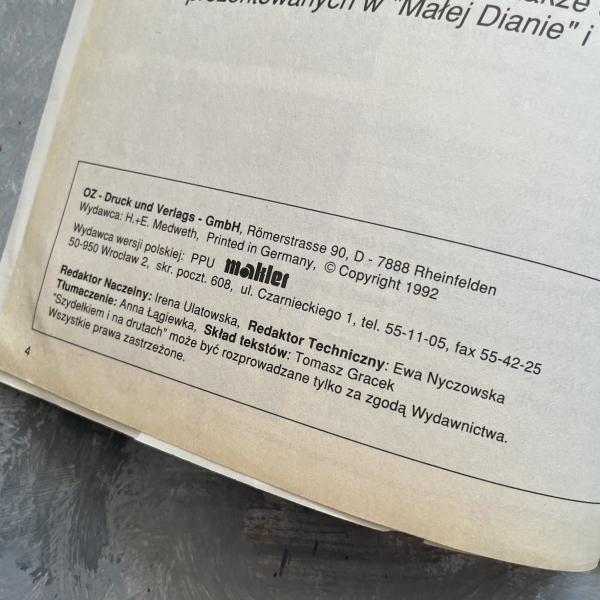 także
prezentowanych w "Małej Dianie" i
OZ - Druck und Verlags - GmbH, Römerstrasse 90, D - 7888 Rheinfelden
Wydawca: H.+E. Medweth, Printed in Germany, © Copyright 1992
Wydawca wersji polskiej: PPU makler
50-950 Wrocław 2, skr. poczt. 608, ul. Czarnieckiego 1, tel. 55-11-05, fax 55-42-25
Redaktor Naczelny: Irena Ulatowska, Redaktor Techniczny: Ewa Nyczowska
Tłumaczenie: Anna Łągiewka, Skład tekstów: Tomasz Gracek
"Szydełkiem i na drutach" może być rozprowadzane tylko za zgodą Wydawnictwa.
Wszystkie prawa zastrzeżone.
4